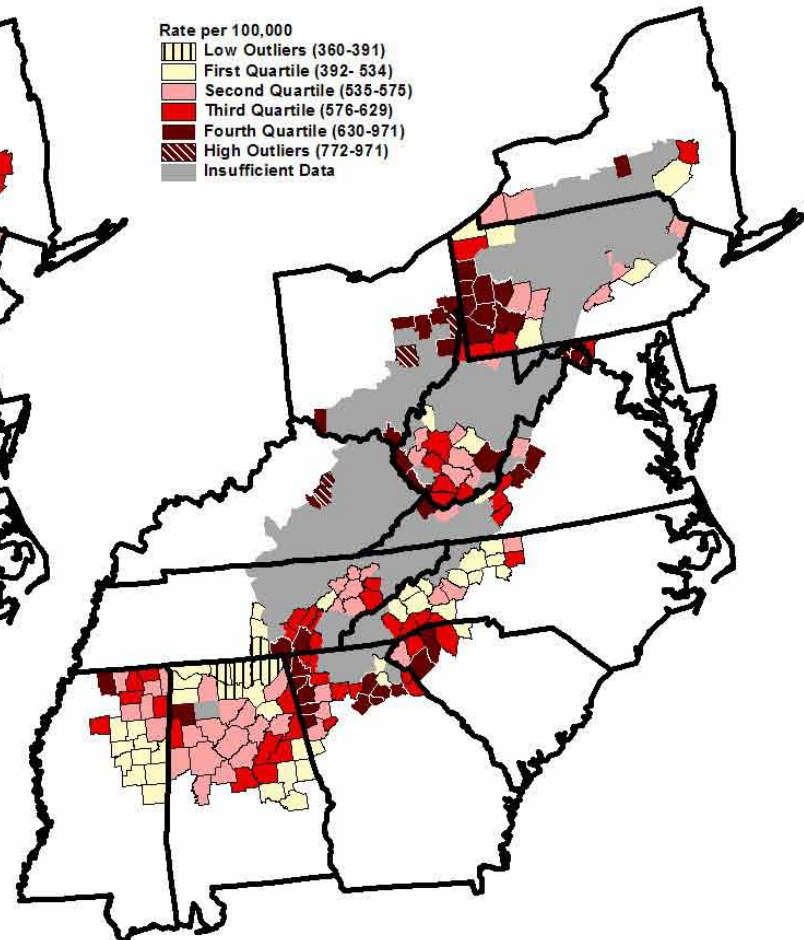 Rate per 100,000
Low Outliers (360-391)
First Quartile (392- 534)
Second Quartile (535-575)
Third Quartile (576-629)
Fourth Quartile (630-971)
High Outliers (772-971)
Insufficient Data